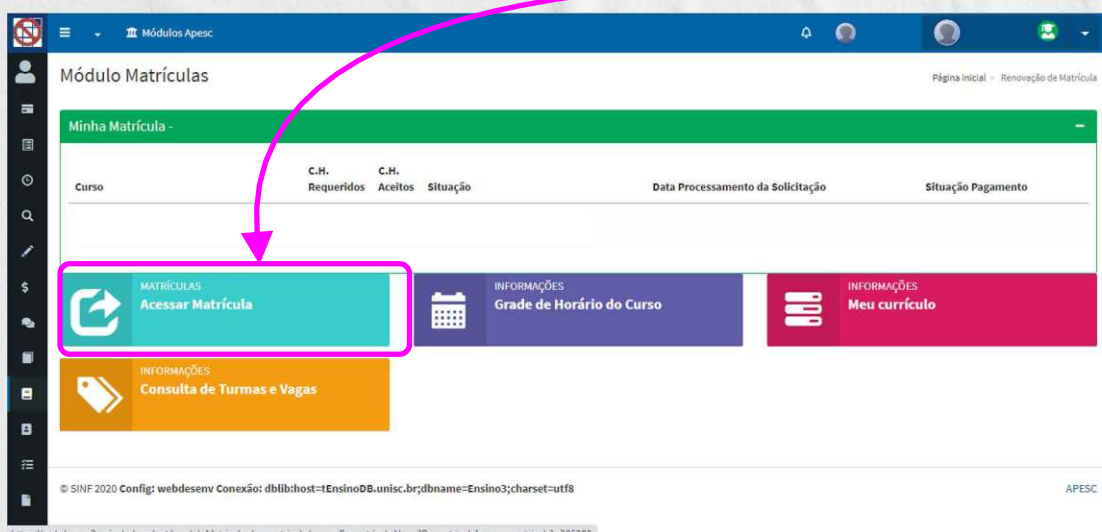 Módulos Apesc
Módulo Matrículas
Página inicial > Renovação de Matrícula
Minha Matrícula -
Curso
C.H. Requeridos
C.H. Aceitos
Situação
Data Processamento da Solicitação
Situação Pagamento
MATRÍCULAS
Acessar Matrícula
INFORMAÇÕES
Grade de Horário do Curso
INFORMAÇÕES
Meu currículo
INFORMAÇÕES
Consulta de Turmas e Vagas
© SINF 2020 Config: webdesenv Conexão: dblib:host=tEnsinoDB.unisc.br;dbname=Ensino3;charset=utf8
APESC